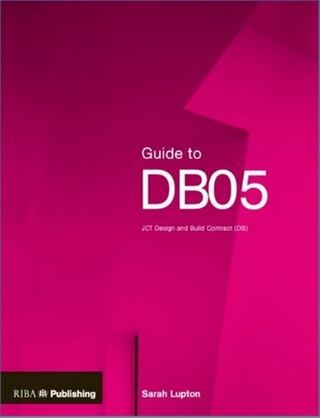 Guide to
DB05
JCT Design and Build Contract (DB)
RIBA Publishing
Sarah Lupton